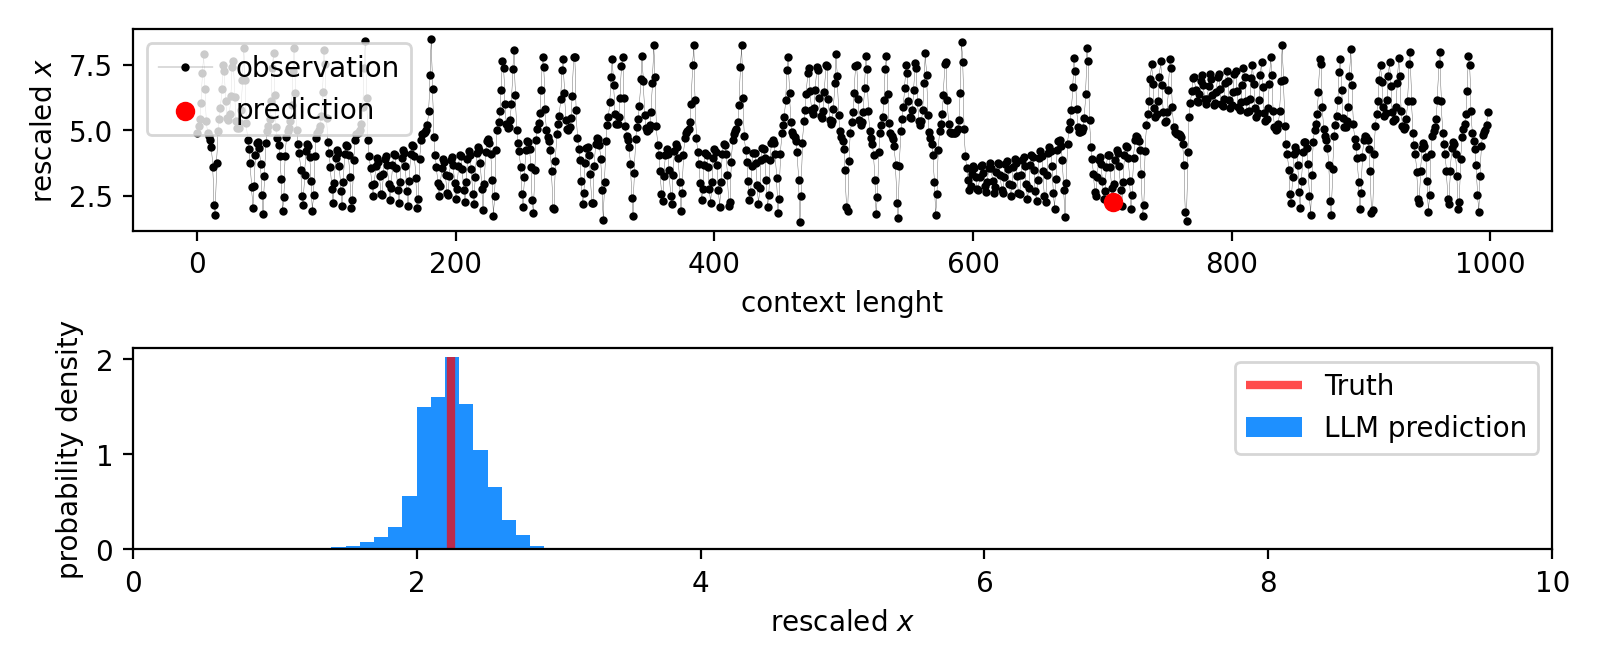 rescaled x
7.5
5.0
2.5
observation
prediction
0
200
400
600
800
1000
context lenght
probability density
2
1
0
Truth
LLM prediction
0
2
4
6
8
10
rescaled x